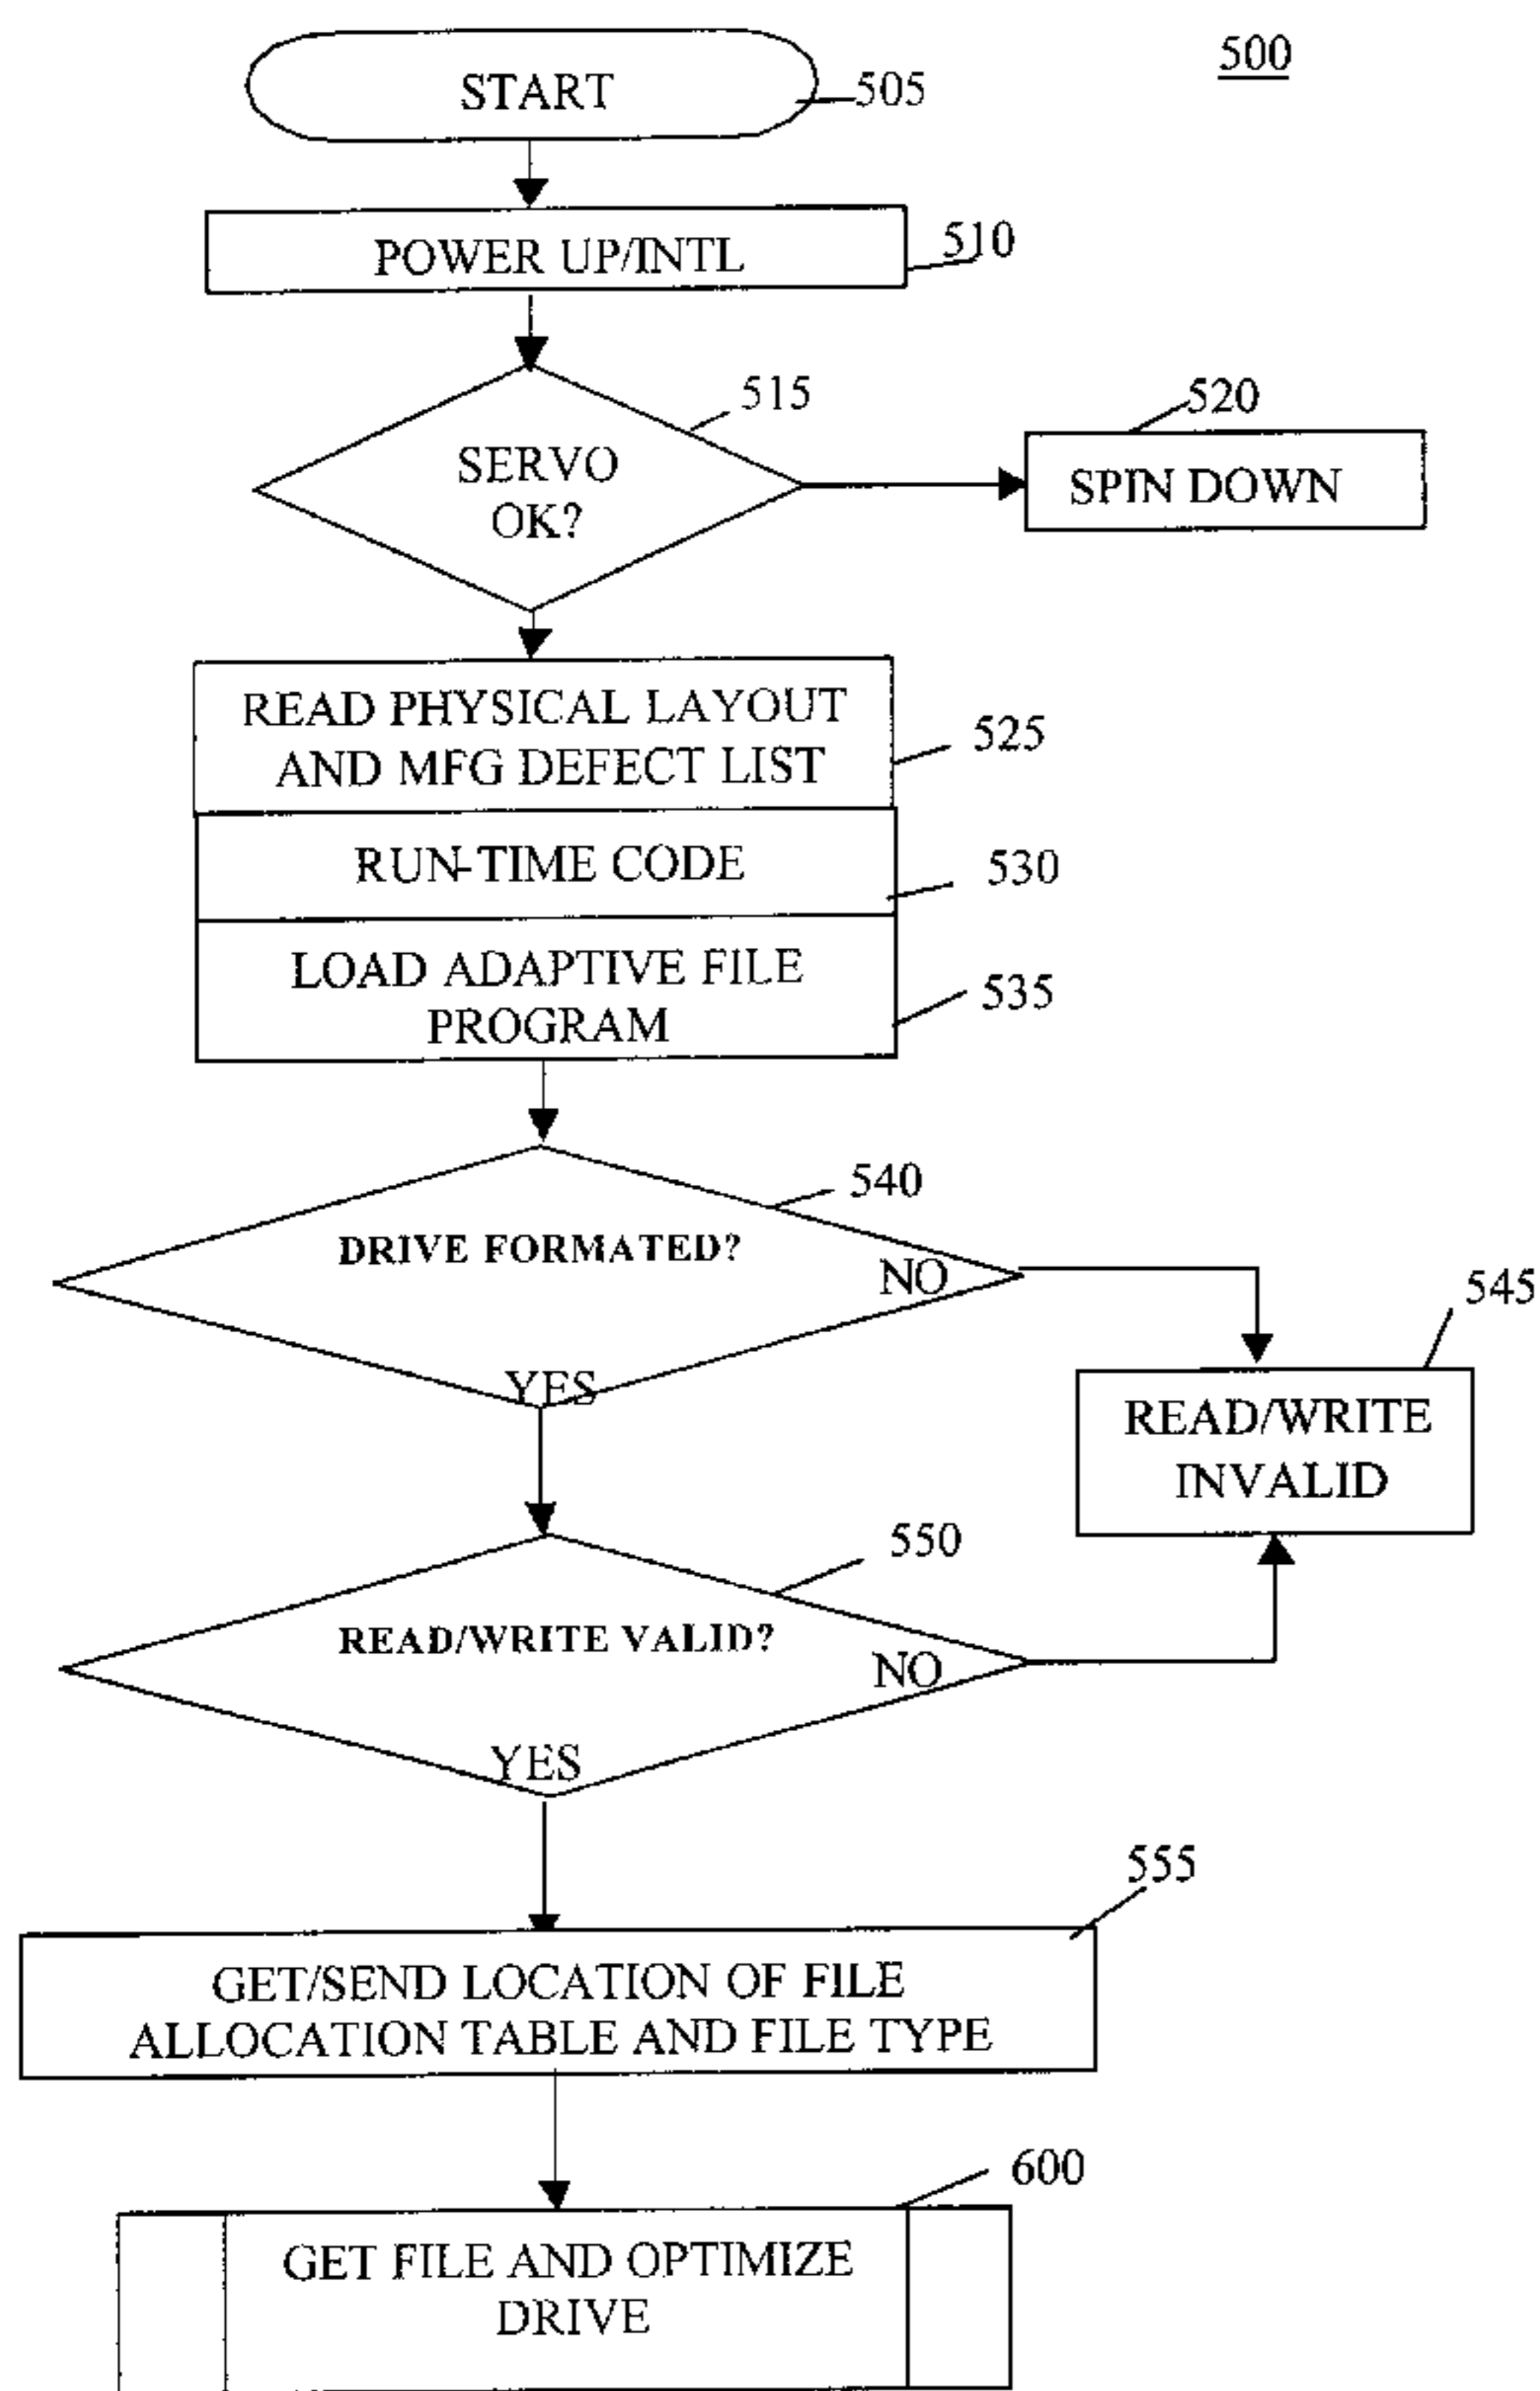 500
START
505
POWER UP/INTL
510
SERVO
OK?
515
SPIN DOWN
520
READ PHYSICAL LAYOUT
AND MFG DEFECT LIST
525
RUN-TIME CODE
530
LOAD ADAPTIVE FILE
PROGRAM
535
DRIVE FORMATED?
540
NO
YES
READ/WRITE
INVALID
545
READ/WRITE VALID?
550
NO
YES
GET/SEND LOCATION OF FILE
ALLOCATION TABLE AND FILE TYPE
555
GET FILE AND OPTIMIZE
DRIVE
600